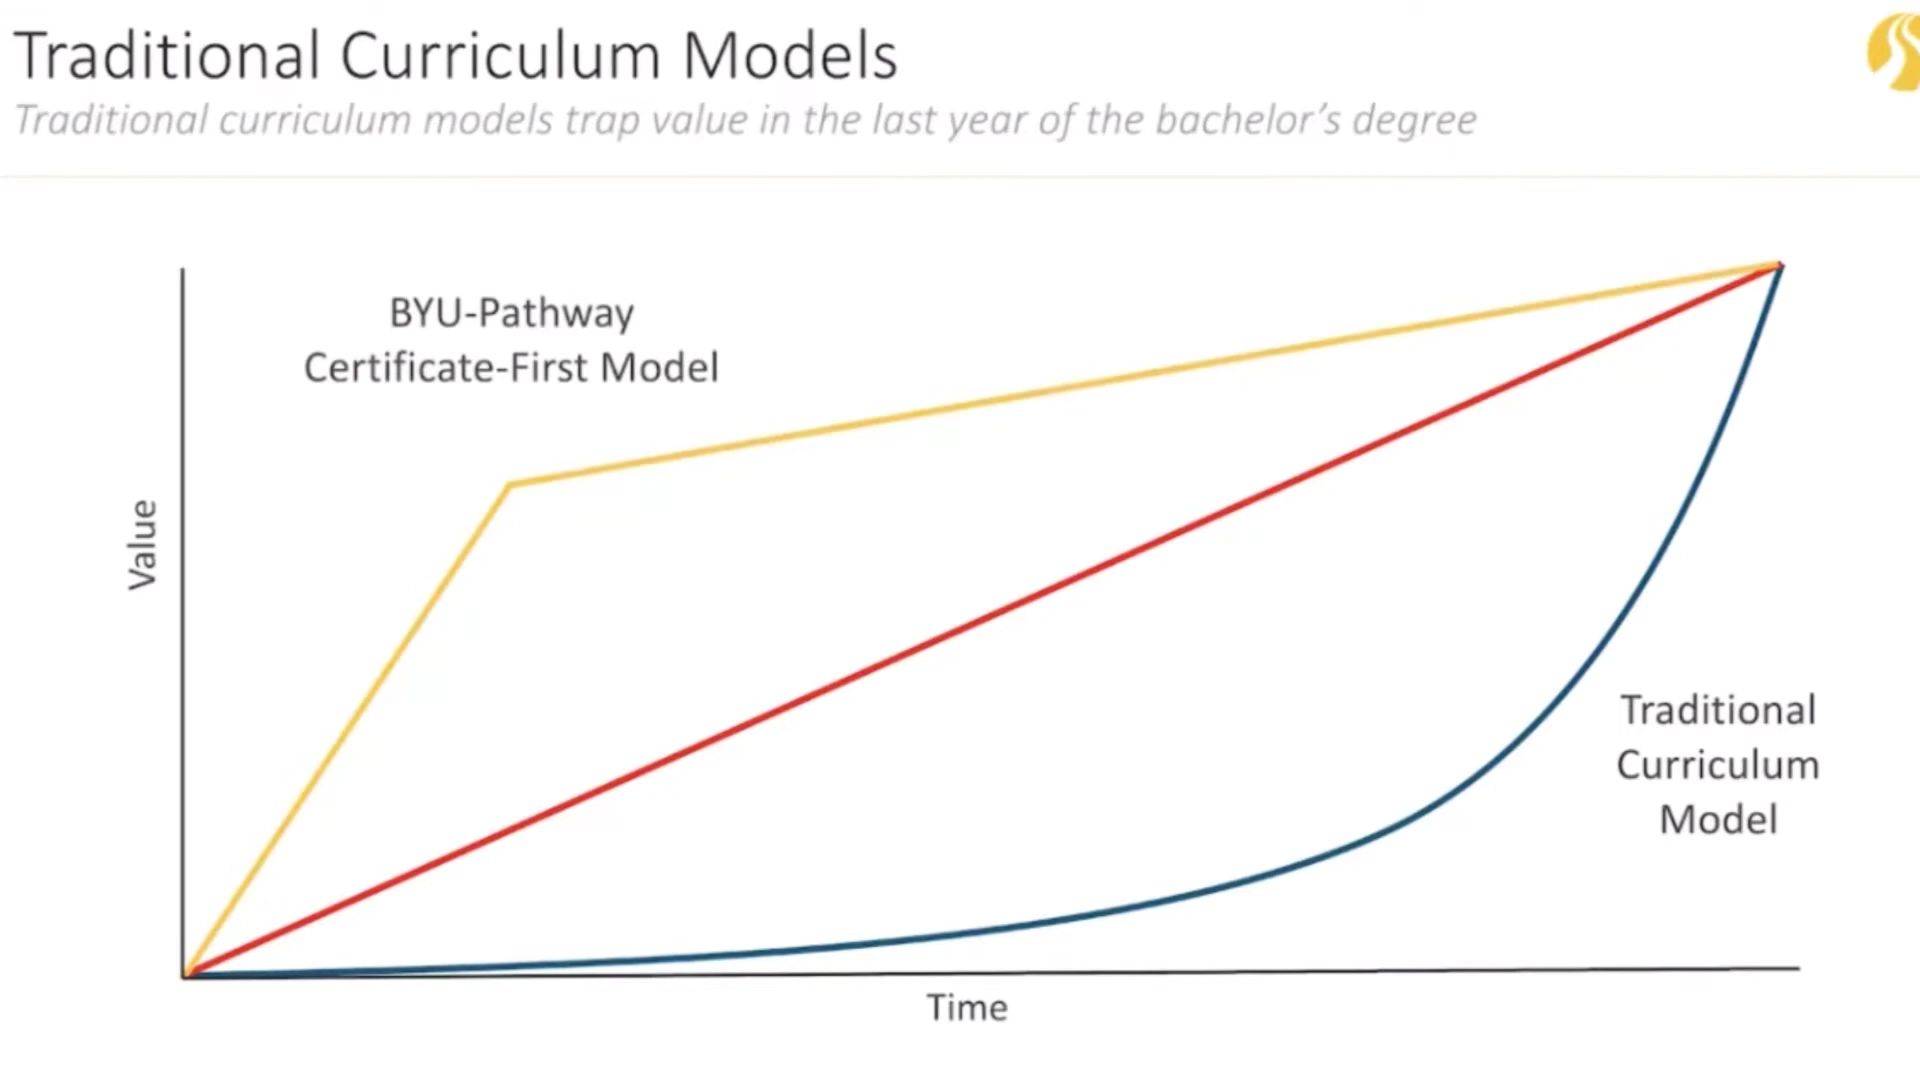 Traditional Curriculum Models
Traditional curriculum models trap value in the last year of the bachelor’s degree
BYU-Pathway
Certificate-First Model
Value
Traditional
Curriculum
Model
Time